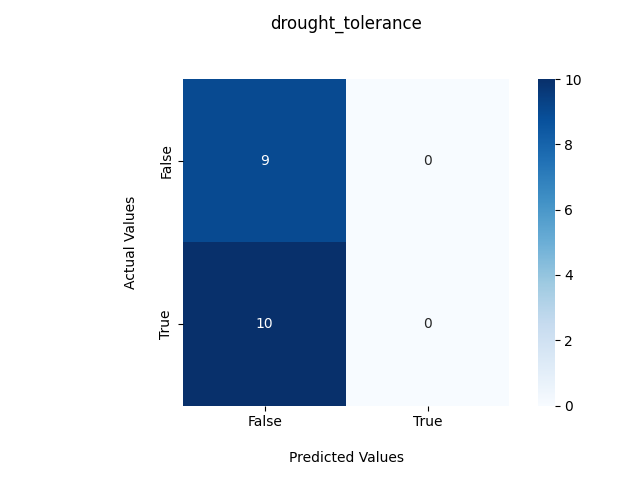 drought_tolerance
10
8
6
4
2
0
Actual Values
False
True
9
0
10
0
False
True
Predicted Values